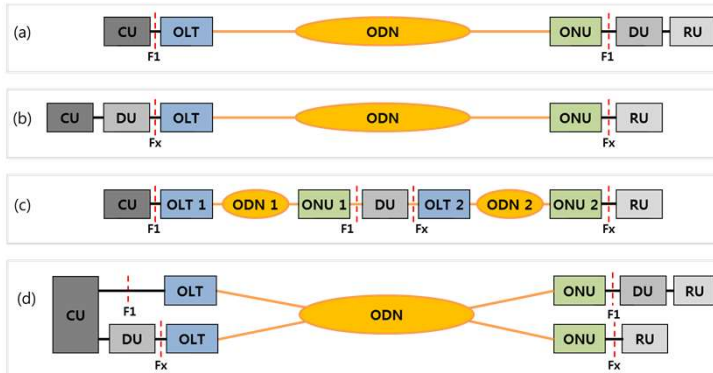 (a) CU OLT ODN ONU DU RU
F1 F1
(b) CU DU OLT ODN ONU RU
Fx Fx
(c) CU OLT 1 ODN 1 ONU 1 DU OLT 2 ODN 2 ONU 2 RU
F1 F1 Fx Fx
OLT ONU DU RU
F1 F1
(d) CU ODN
DU OLT ONU RU
Fx Fx